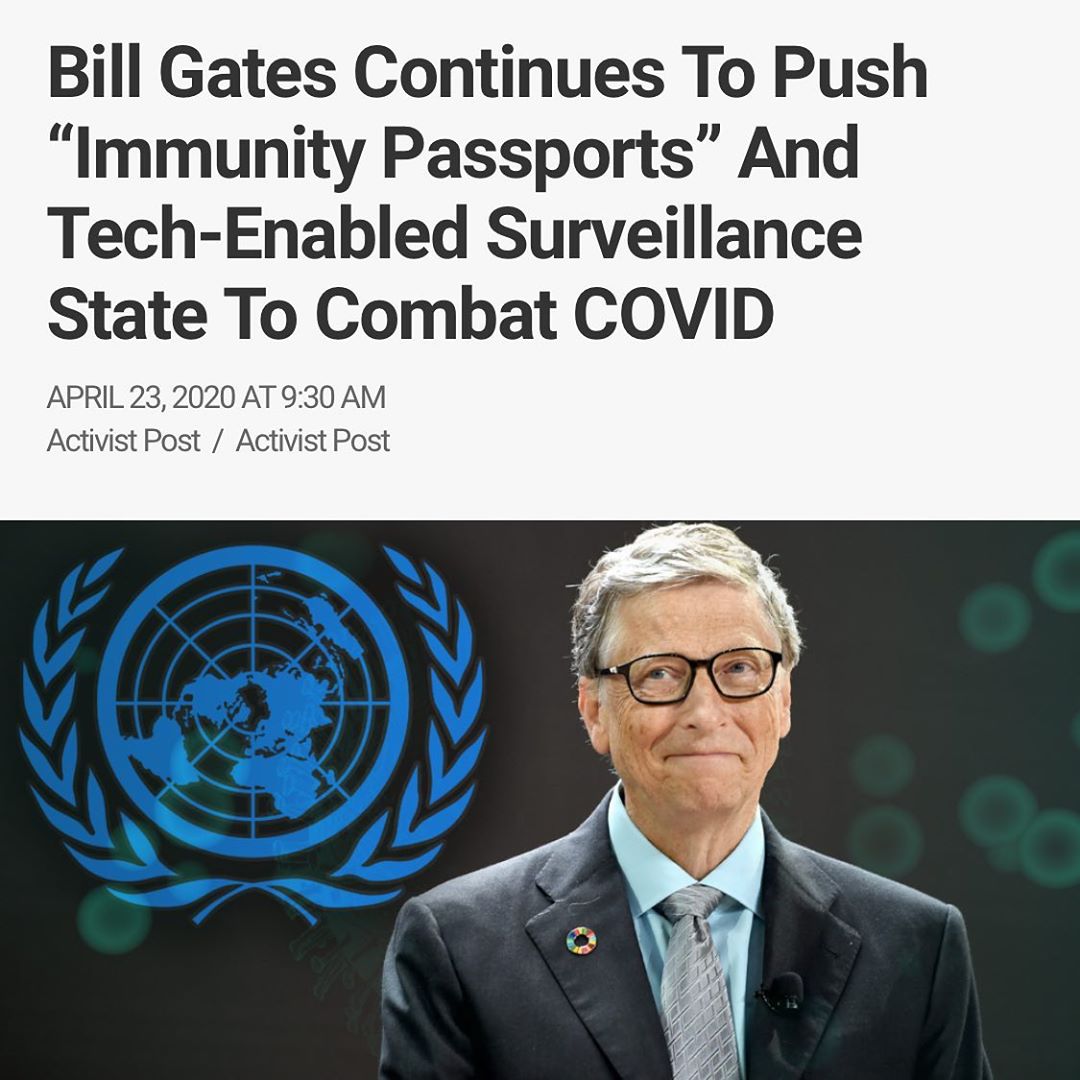 Bill Gates Continues To Push
“Immunity Passports” And
Tech-Enabled Surveillance
State To Combat COVID
APRIL 23, 2020 AT 9:30 AM
Activist Post / Activist Post